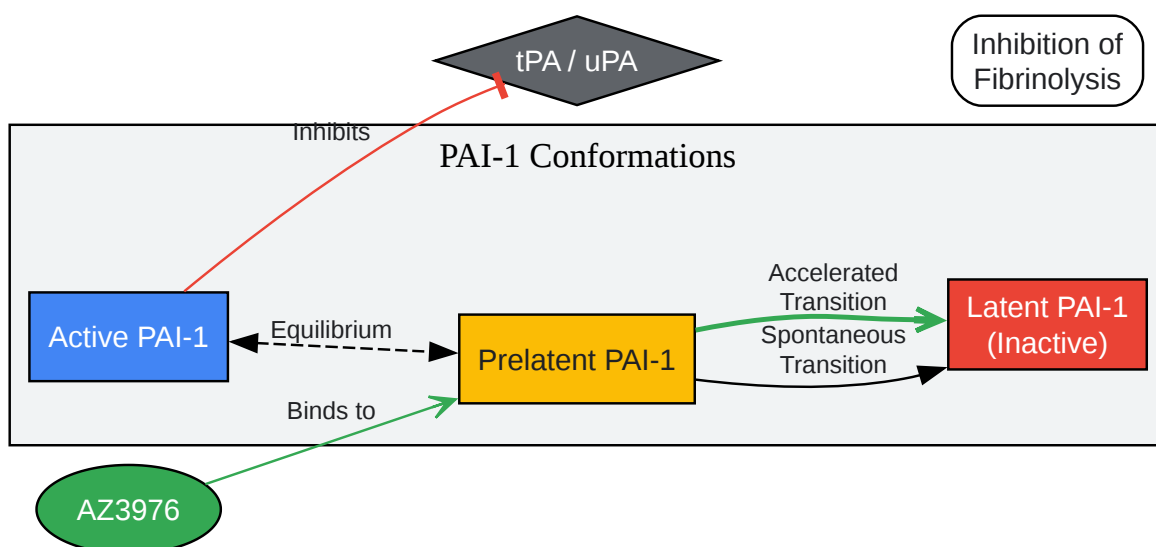 tPA / uPA
Inhibition of
Fibrinolysis
Inhibits
PAI-1 Conformations
Active PAI-1
Equilibrium
Prelatent PAI-1
Accelerated
Transition
Spontaneous
Transition
Latent PAI-1
(Inactive)
Binds to
AZ3976